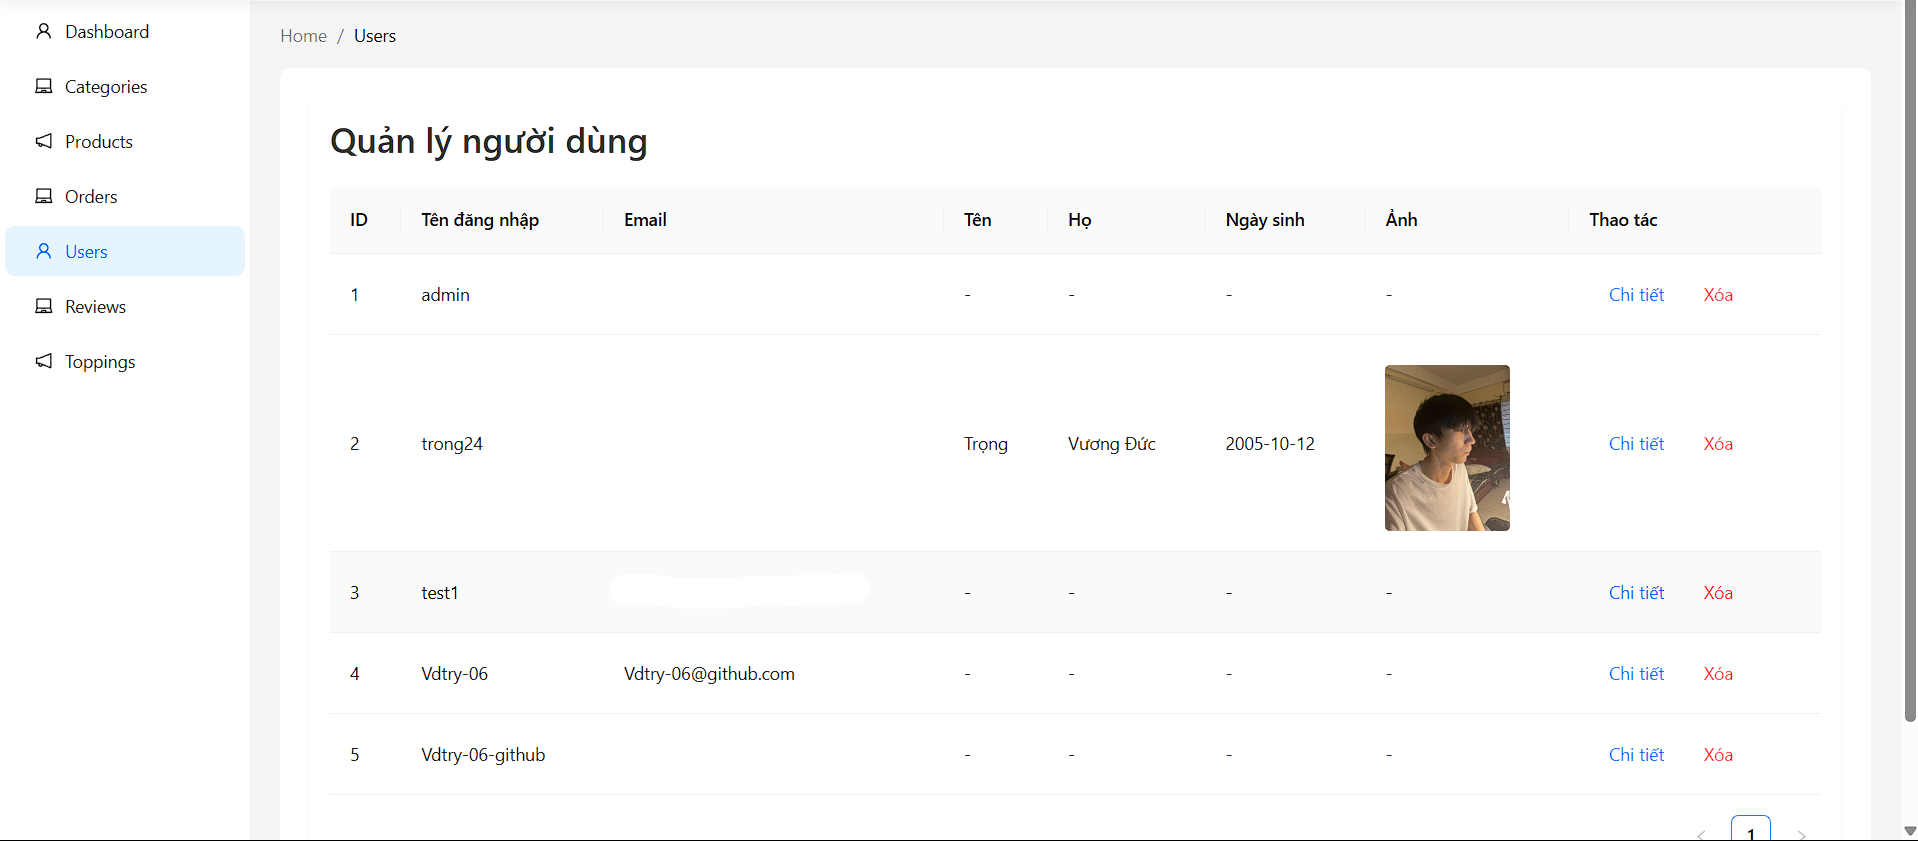 Dashboard
Categories
Products
Orders
Users
Reviews
Toppings
Home / Users
Quản lý người dùng
ID Tên đăng nhập Email Tên Họ Ngày sinh Ảnh Thao tác
1 admin - - - - Chi tiết Xóa
2 trong24 Trọng Vương Đức 2005-10-12 Chi tiết Xóa
3 test1 - - - - Chi tiết Xóa
4 Vdtry-06 Vdtry-06@github.com - - - - Chi tiết Xóa
5 Vdtry-06-github - - - - Chi tiết Xóa
< 1 >